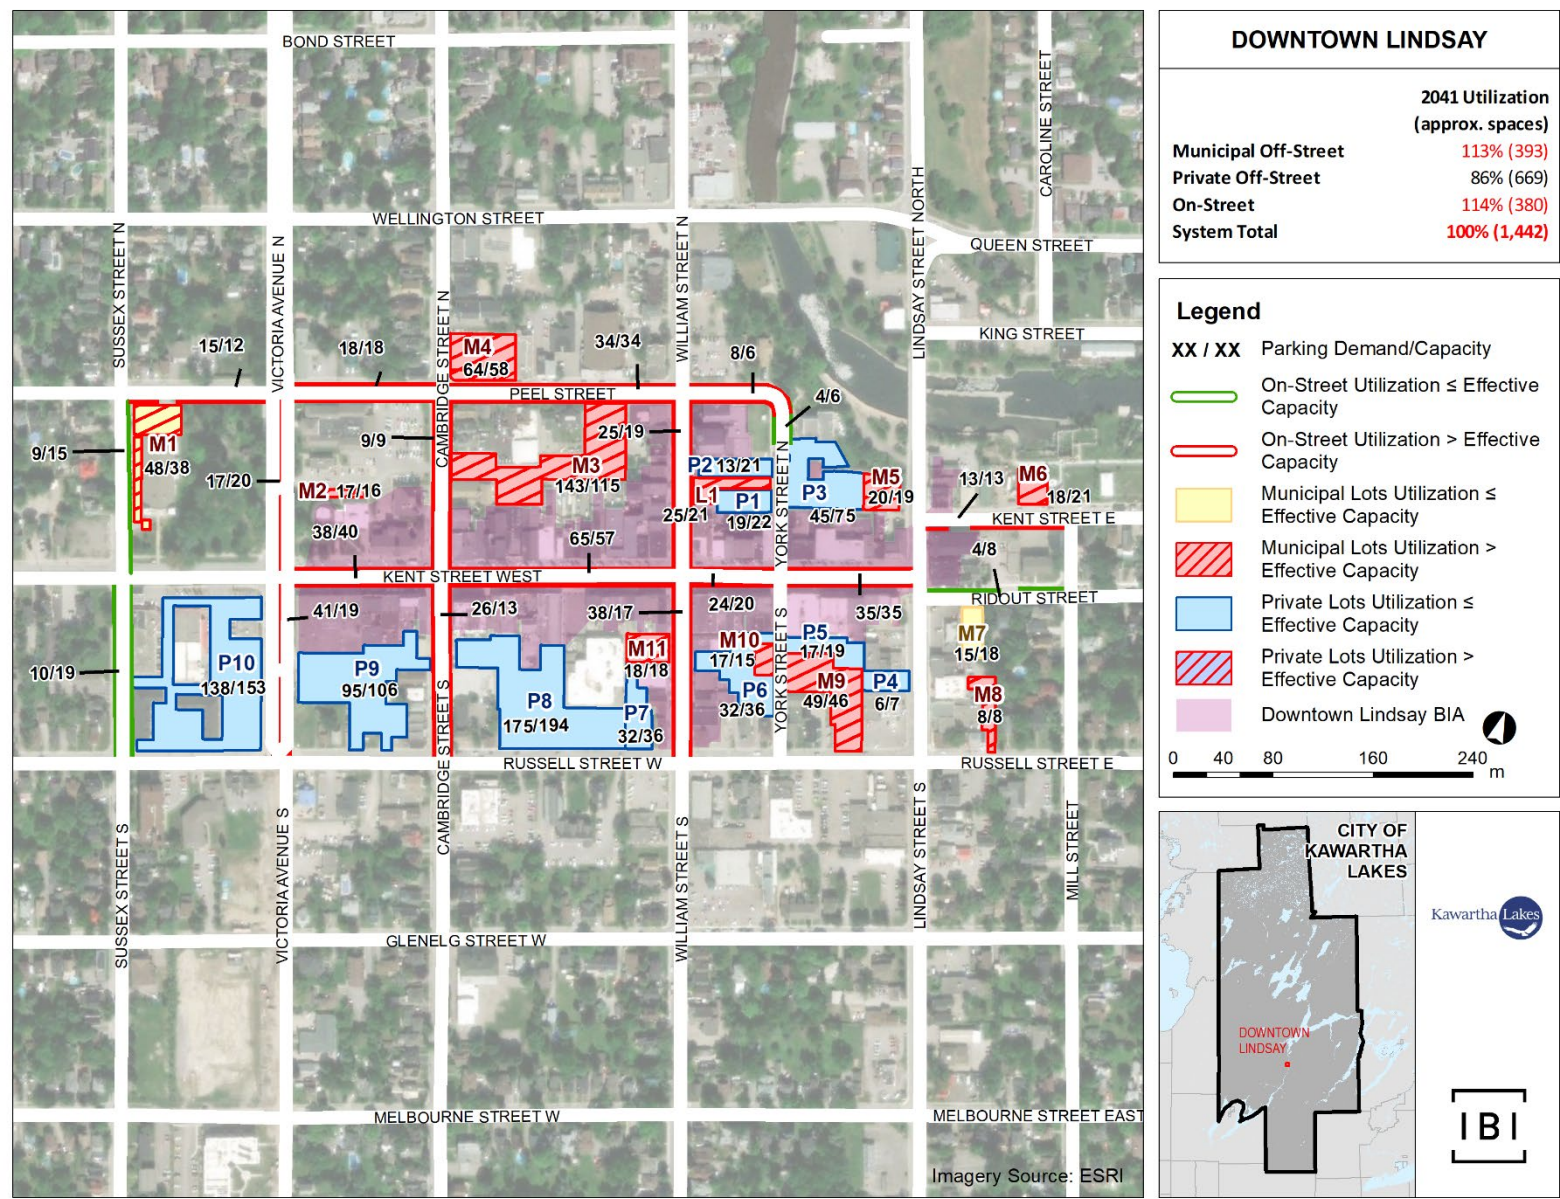 BOND STREET
CAROLINE STREET
WELLINGTON STREET
QUEEN STREET
SUSSEX STREET N
VICTORIA AVENUE N
CAMBRIDGE STREET N
WILLIAM STREET N
LINDSAY STREET NORTH
KING STREET
15/12
18/18
M4
64/58
34/34
8/6
PEEL STREET
4/6
M1
48/38
9/15
9/9
25/19
17/20
M2
17/16
M3
143/115
P2
13/21
L1
P1
19/22
25/21
YORK STREET N
P3
45/75
M5
20/19
13/13
M6
18/21
KENT STREET E
38/40
65/57
4/8
KENT STREET WEST
RIDOUT STREET
41/19
26/13
38/17
24/20
35/35
10/19
P10
138/153
P9
95/106
P8
175/194
M11
18/18
P7
32/36
M10
17/15
P6
32/36
YORK STREET S
P5
17/19
M9
49/46
P4
6/7
M7
15/18
M8
8/8
RUSSELL STREET W
RUSSELL STREET E
SUSSEX STREET S
VICTORIA AVENUE S
CAMBRIDGE STREET S
WILLIAM STREET S
LINDSAY STREET S
MILL STREET
GLENELG STREET W
MELBOURNE STREET W
MELBOURNE STREET EAST
Imagery Source: ESRI
DOWNTOWN LINDSAY
2041 Utilization
(approx. spaces)
Municipal Off-Street 113% (393)
Private Off-Street 86% (669)
On-Street 114% (380)
System Total 100% (1,442)
Legend
XX / XX Parking Demand/Capacity
On-Street Utilization ≤ Effective
Capacity
On-Street Utilization > Effective
Capacity
Municipal Lots Utilization ≤
Effective Capacity
Municipal Lots Utilization >
Effective Capacity
Private Lots Utilization ≤
Effective Capacity
Private Lots Utilization >
Effective Capacity
Downtown Lindsay BIA
0 40 80 160 240
m
CITY OF
KAWARTHA
LAKES
DOWNTOWN
LINDSAY
Kawartha Lakes
IBI